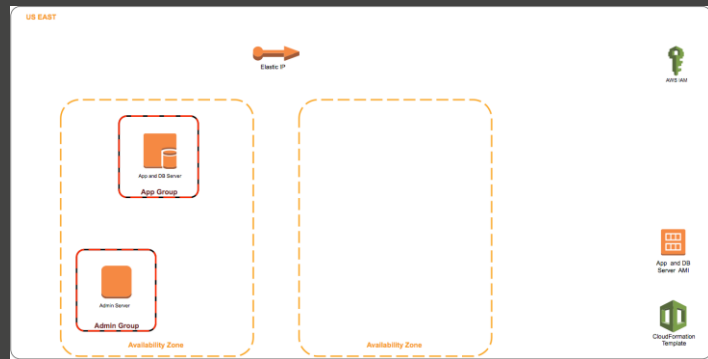 US EAST
Elastic IP
AWS IAM
App and DB Server
App Group
Admin Server
Admin Group
Availability Zone
Availability Zone
App and DB
Server AMI
CloudFormation
Template